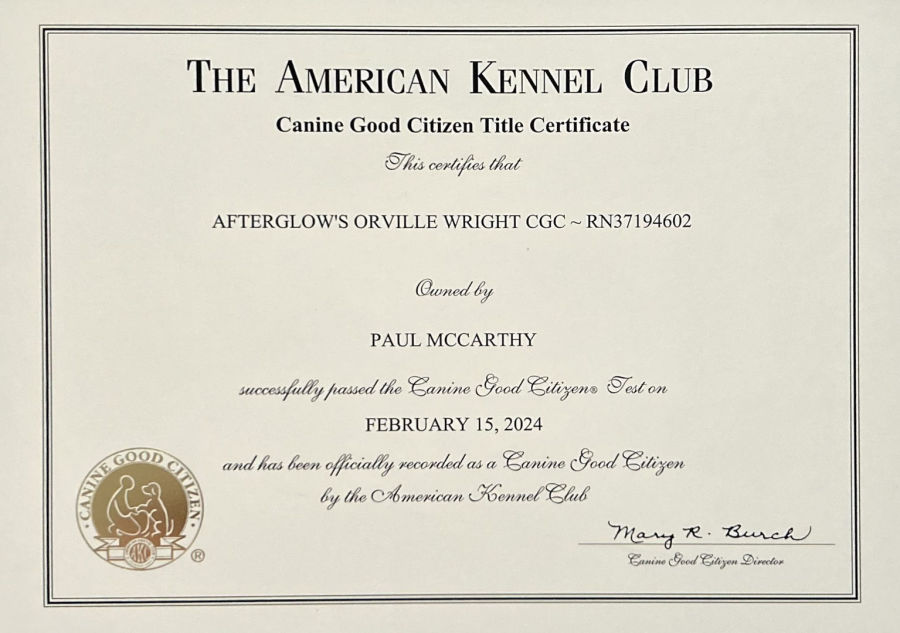 THE AMERICAN KENNEL CLUB
Canine Good Citizen Title Certificate
This certifies that
AFTERGLOW'S ORVILLE WRIGHT CGC ~ RN37194602
Owned by
PAUL MCCARTHY
successfully passed the Canine Good Citizen® Test on
FEBRUARY 15, 2024
and has been officially recorded as a Canine Good Citizen
by the American Kennel Club
·CANINE GOOD CITIZEN·
AKC
®
Mary R. Burch
Canine Good Citizen Director